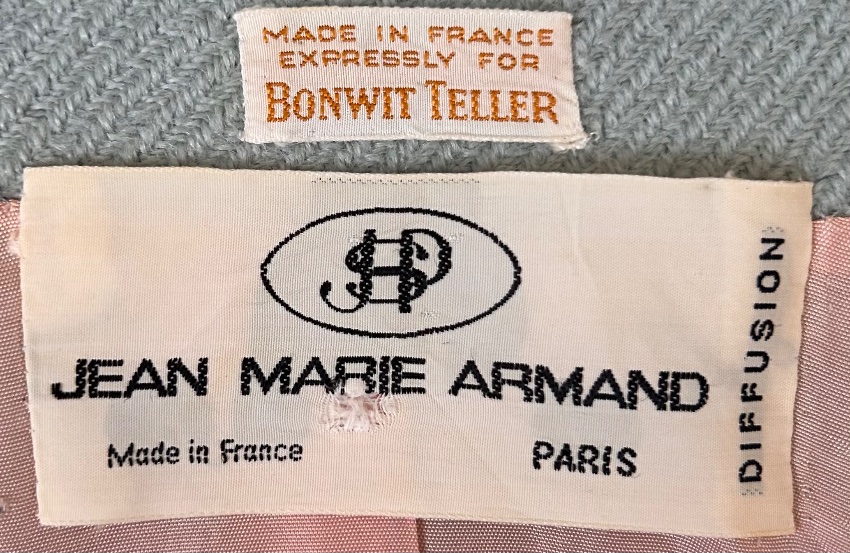 MADE IN FRANCE
EXPRESSLY FOR
BONWIT TELLER
JEAN MARIE ARMAND
Made in France PARIS
DIFFUSION